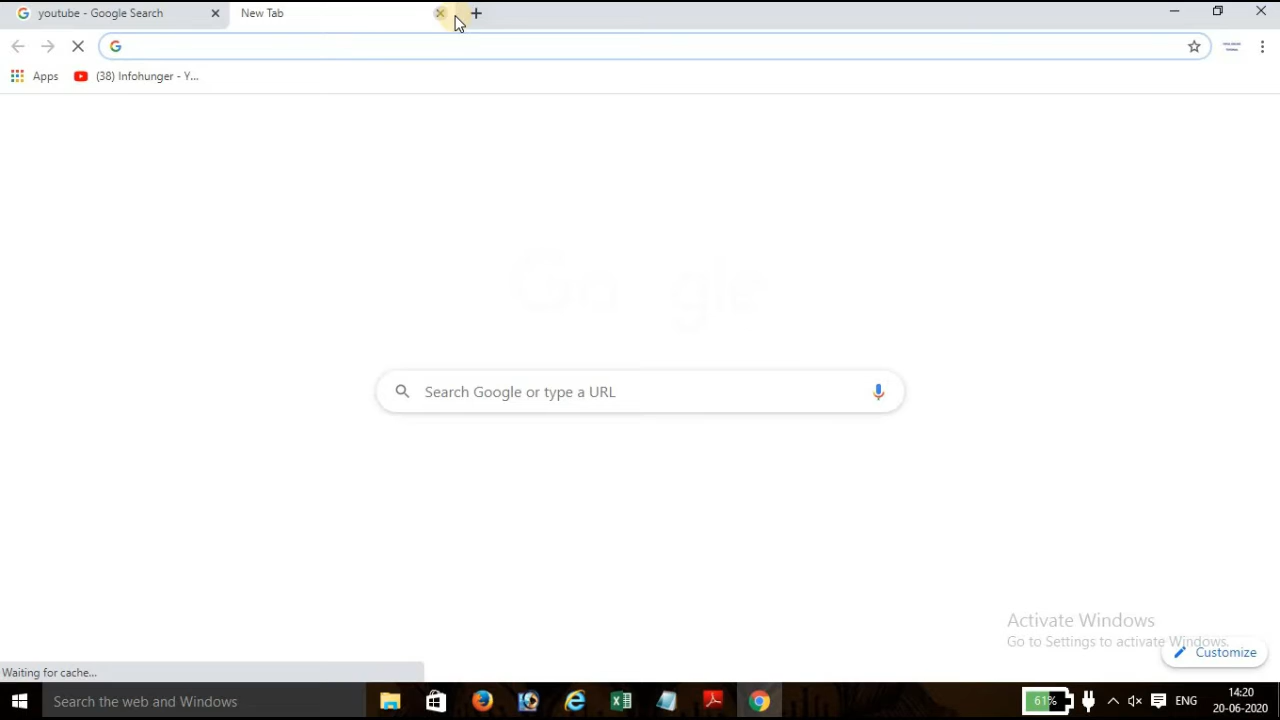 youtube - Google Search
New Tab
Apps
(38) Infohunger - Y...
Google
Search Google or type a URL
Activate Windows
Go to Settings to activate Windows.
Customize
Waiting for cache...
Search the web and Windows
61%
ENG
14:20
20-06-2020